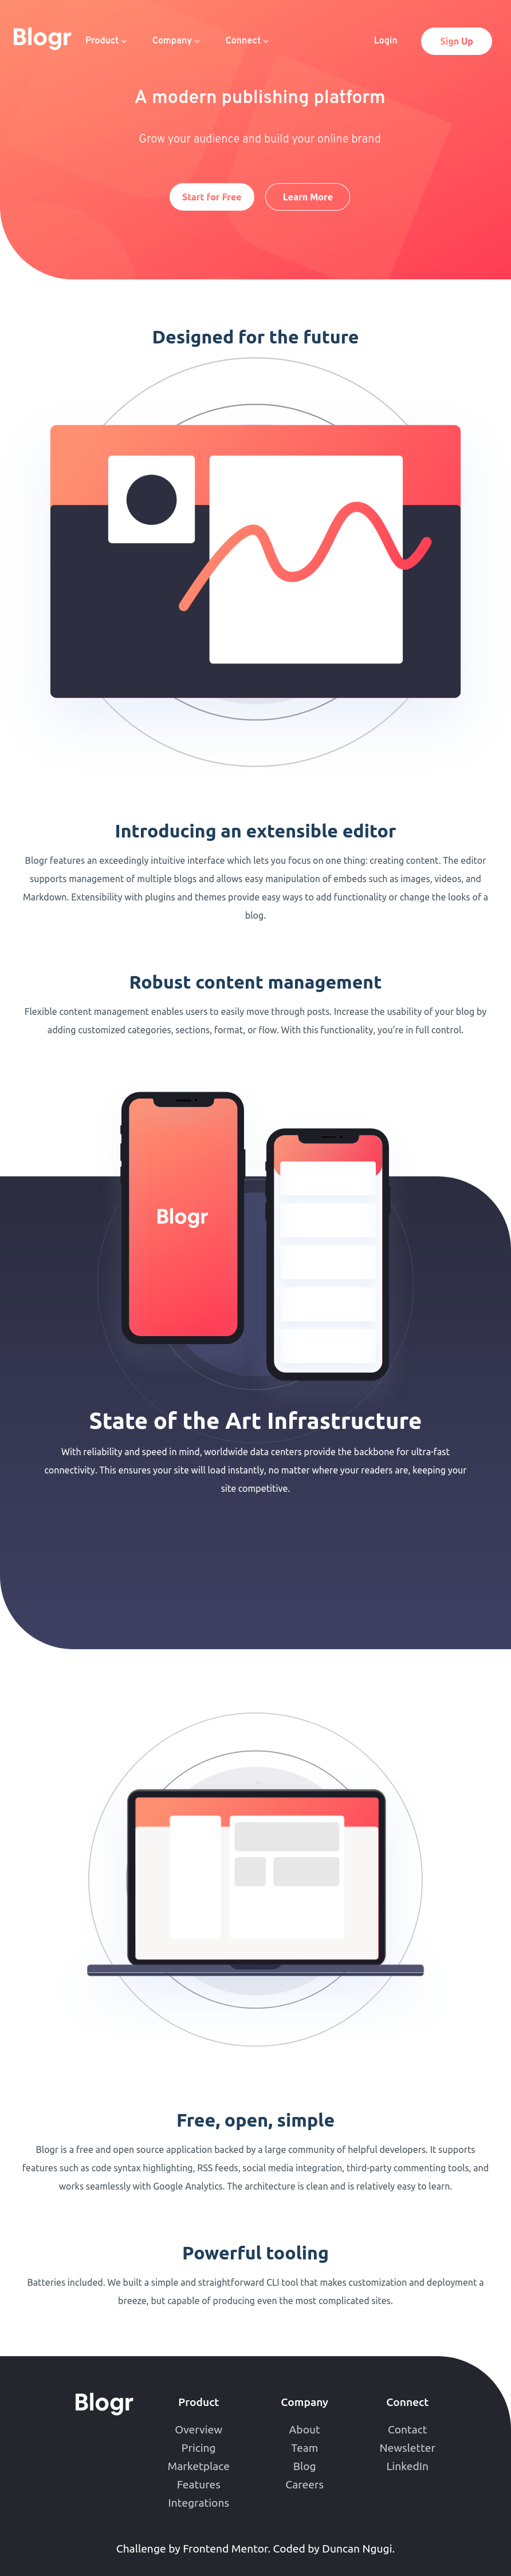 Blogr Product Company Connect Login Sign Up
A modern publishing platform
Grow your audience and build your online brand
Start for Free Learn More
Designed for the future
Introducing an extensible editor
Blogr features an exceedingly intuitive interface which lets you focus on one thing: creating content. The editor
supports management of multiple blogs and allows easy manipulation of embeds such as images, videos, and
Markdown. Extensibility with plugins and themes provide easy ways to add functionality or change the looks of a
blog.
Robust content management
Flexible content management enables users to easily move through posts. Increase the usability of your blog by
adding customized categories, sections, format, or flow. With this functionality, you're in full control.
Blogr
State of the Art Infrastructure
With reliability and speed in mind, worldwide data centers provide the backbone for ultra-fast
connectivity. This ensures your site will load instantly, no matter where your readers are, keeping your
site competitive.
Free, open, simple
Blogr is a free and open source application backed by a large community of helpful developers. It supports
features such as code syntax highlighting, RSS feeds, social media integration, third-party commenting tools, and
works seamlessly with Google Analytics. The architecture is clean and is relatively easy to learn.
Powerful tooling
Batteries included. We built a simple and straightforward CLI tool that makes customization and deployment a
breeze, but capable of producing even the most complicated sites.
Blogr
Product
Overview
Pricing
Marketplace
Features
Integrations
Company
About
Team
Blog
Careers
Connect
Contact
Newsletter
LinkedIn
Challenge by Frontend Mentor. Coded by Duncan Ngugi.